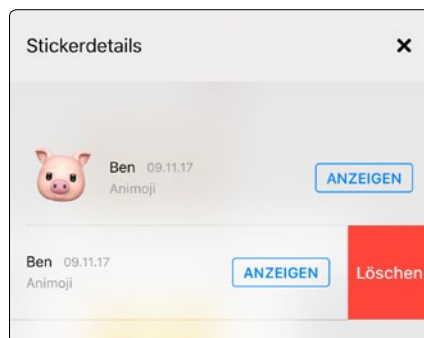 Stickerdetails
Ben 09.11.17
Animoji
ANZEIGEN
Ben 09.11.17
Animoji
ANZEIGEN
Löschen